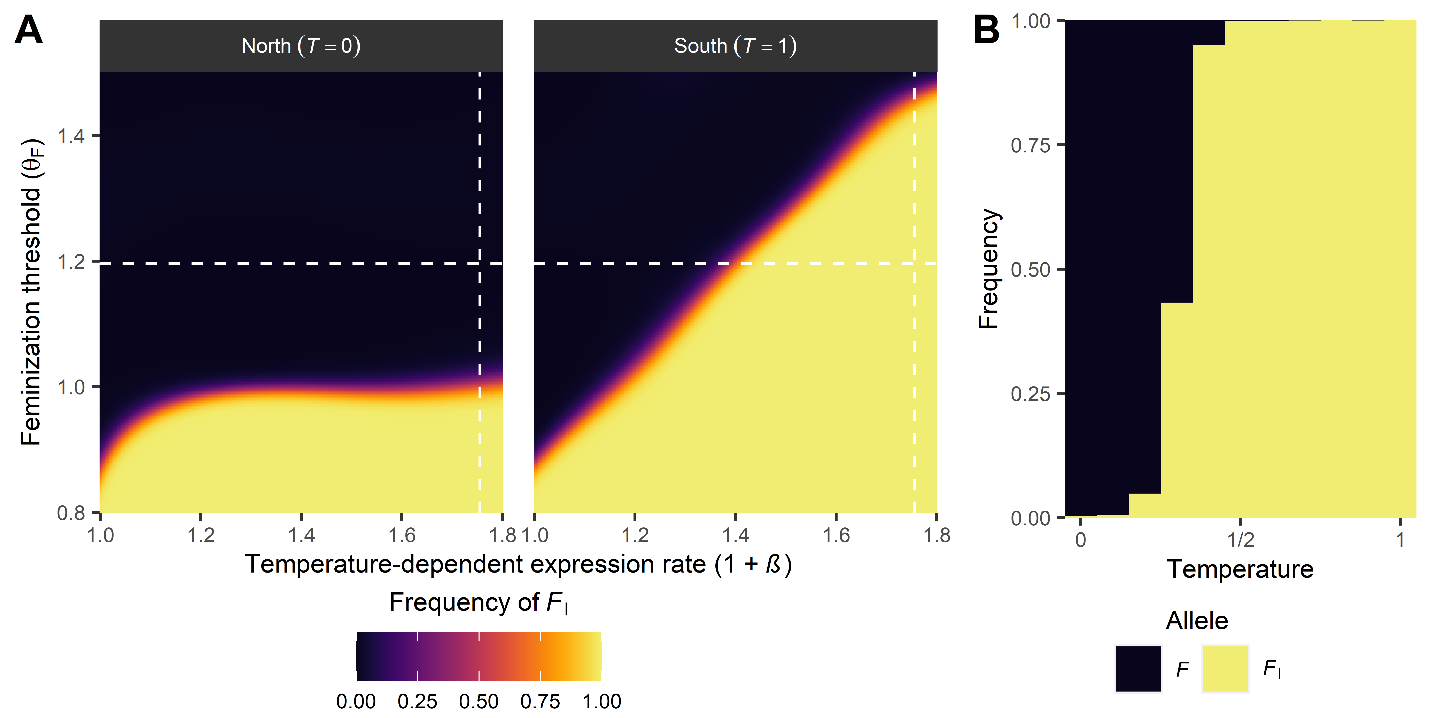 A
North (T = 0)
South (T = 1)
Feminization threshold (θF)
1.4
1.2
1.0
0.8
1.0 1.2 1.4 1.6 1.8
1.0 1.2 1.4 1.6 1.8
Temperature-dependent expression rate (1 + ß)
Frequency of FI
0.00 0.25 0.50 0.75 1.00
B
Frequency
1.00
0.75
0.50
0.25
0.00
0 1/2 1
Temperature
Allele
F FI